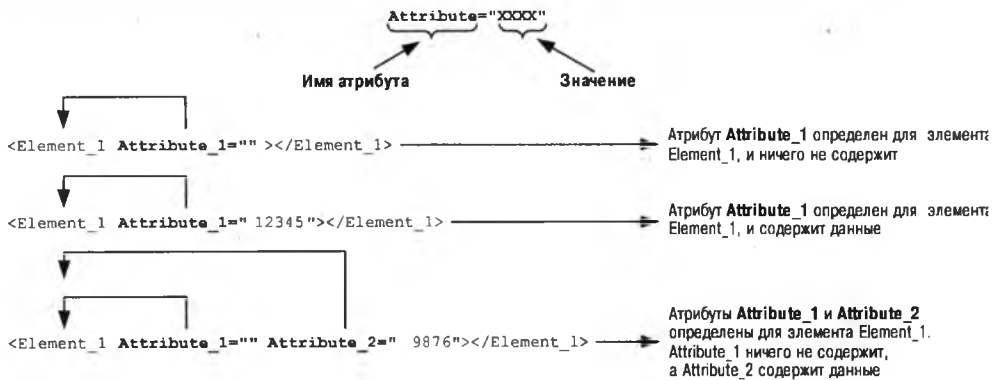 Attribute="XXXX"
Имя атрибута
Значение
<Element_1 Attribute_1="" ></Element_1>
Атрибут Attribute_1 определен для элемента
Element_1, и ничего не содержит
<Element_1 Attribute_1=" 12345"></Element_1>
Атрибут Attribute_1 определен для элемента
Element_1, и содержит данные
<Element_1 Attribute_1="" Attribute_2=" 9876"></Element_1>
Атрибуты Attribute_1 и Attribute_2
определены для элемента Element_1.
Attribute_1 ничего не содержит,
а Attribute_2 содержит данные